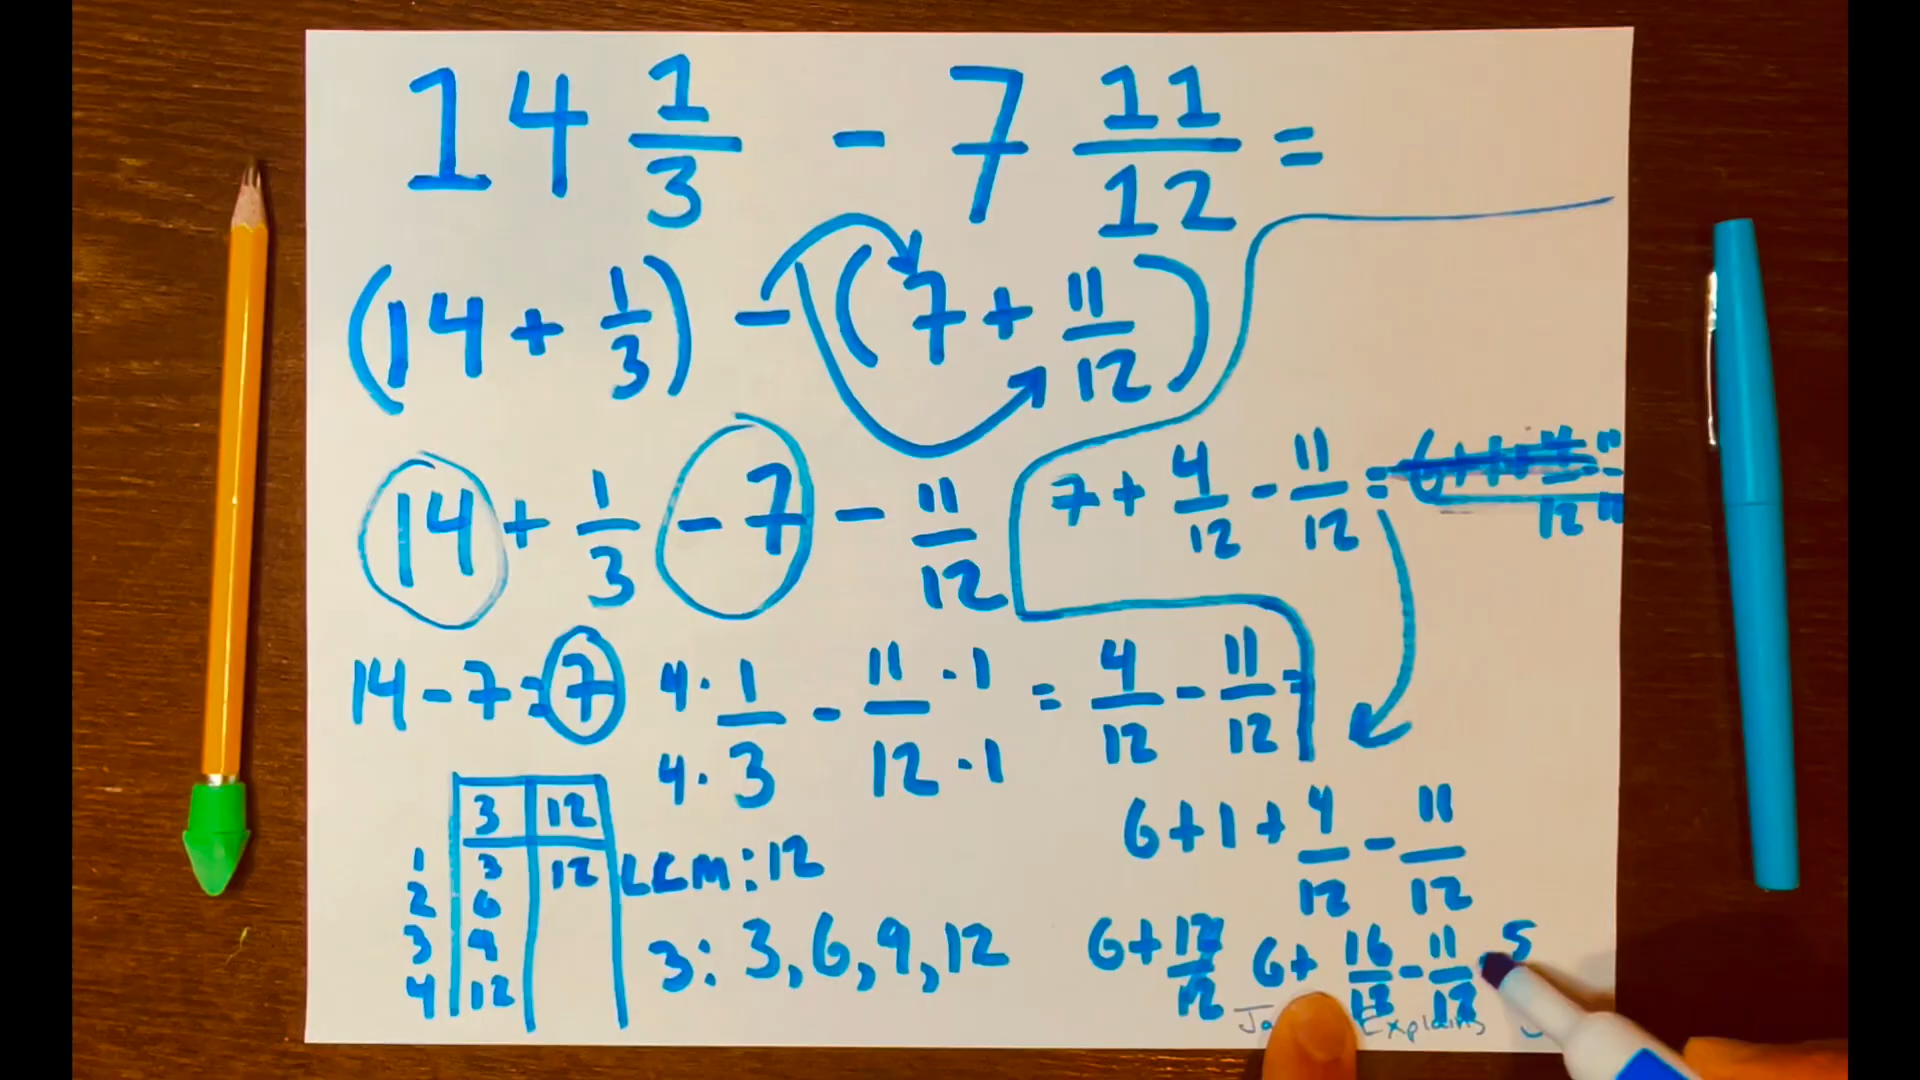 14 1/3 - 7 11/12 =
(14 + 1/3) - (7 + 11/12)
14 + 1/3 - 7 - 11/12
7 + 4/12 - 11/12 =
14 - 7 = 7
4 · 1 / 4 · 3 - 11 · 1 / 12 · 1 = 4/12 - 11/12 =
3 12
1 3 12
2 6
3 9
4 12
LCM: 12
3: 3, 6, 9, 12
6 + 1 + 4/12 - 11/12
6 + 12/12
6 + 16/12 - 11/12 5
Explains